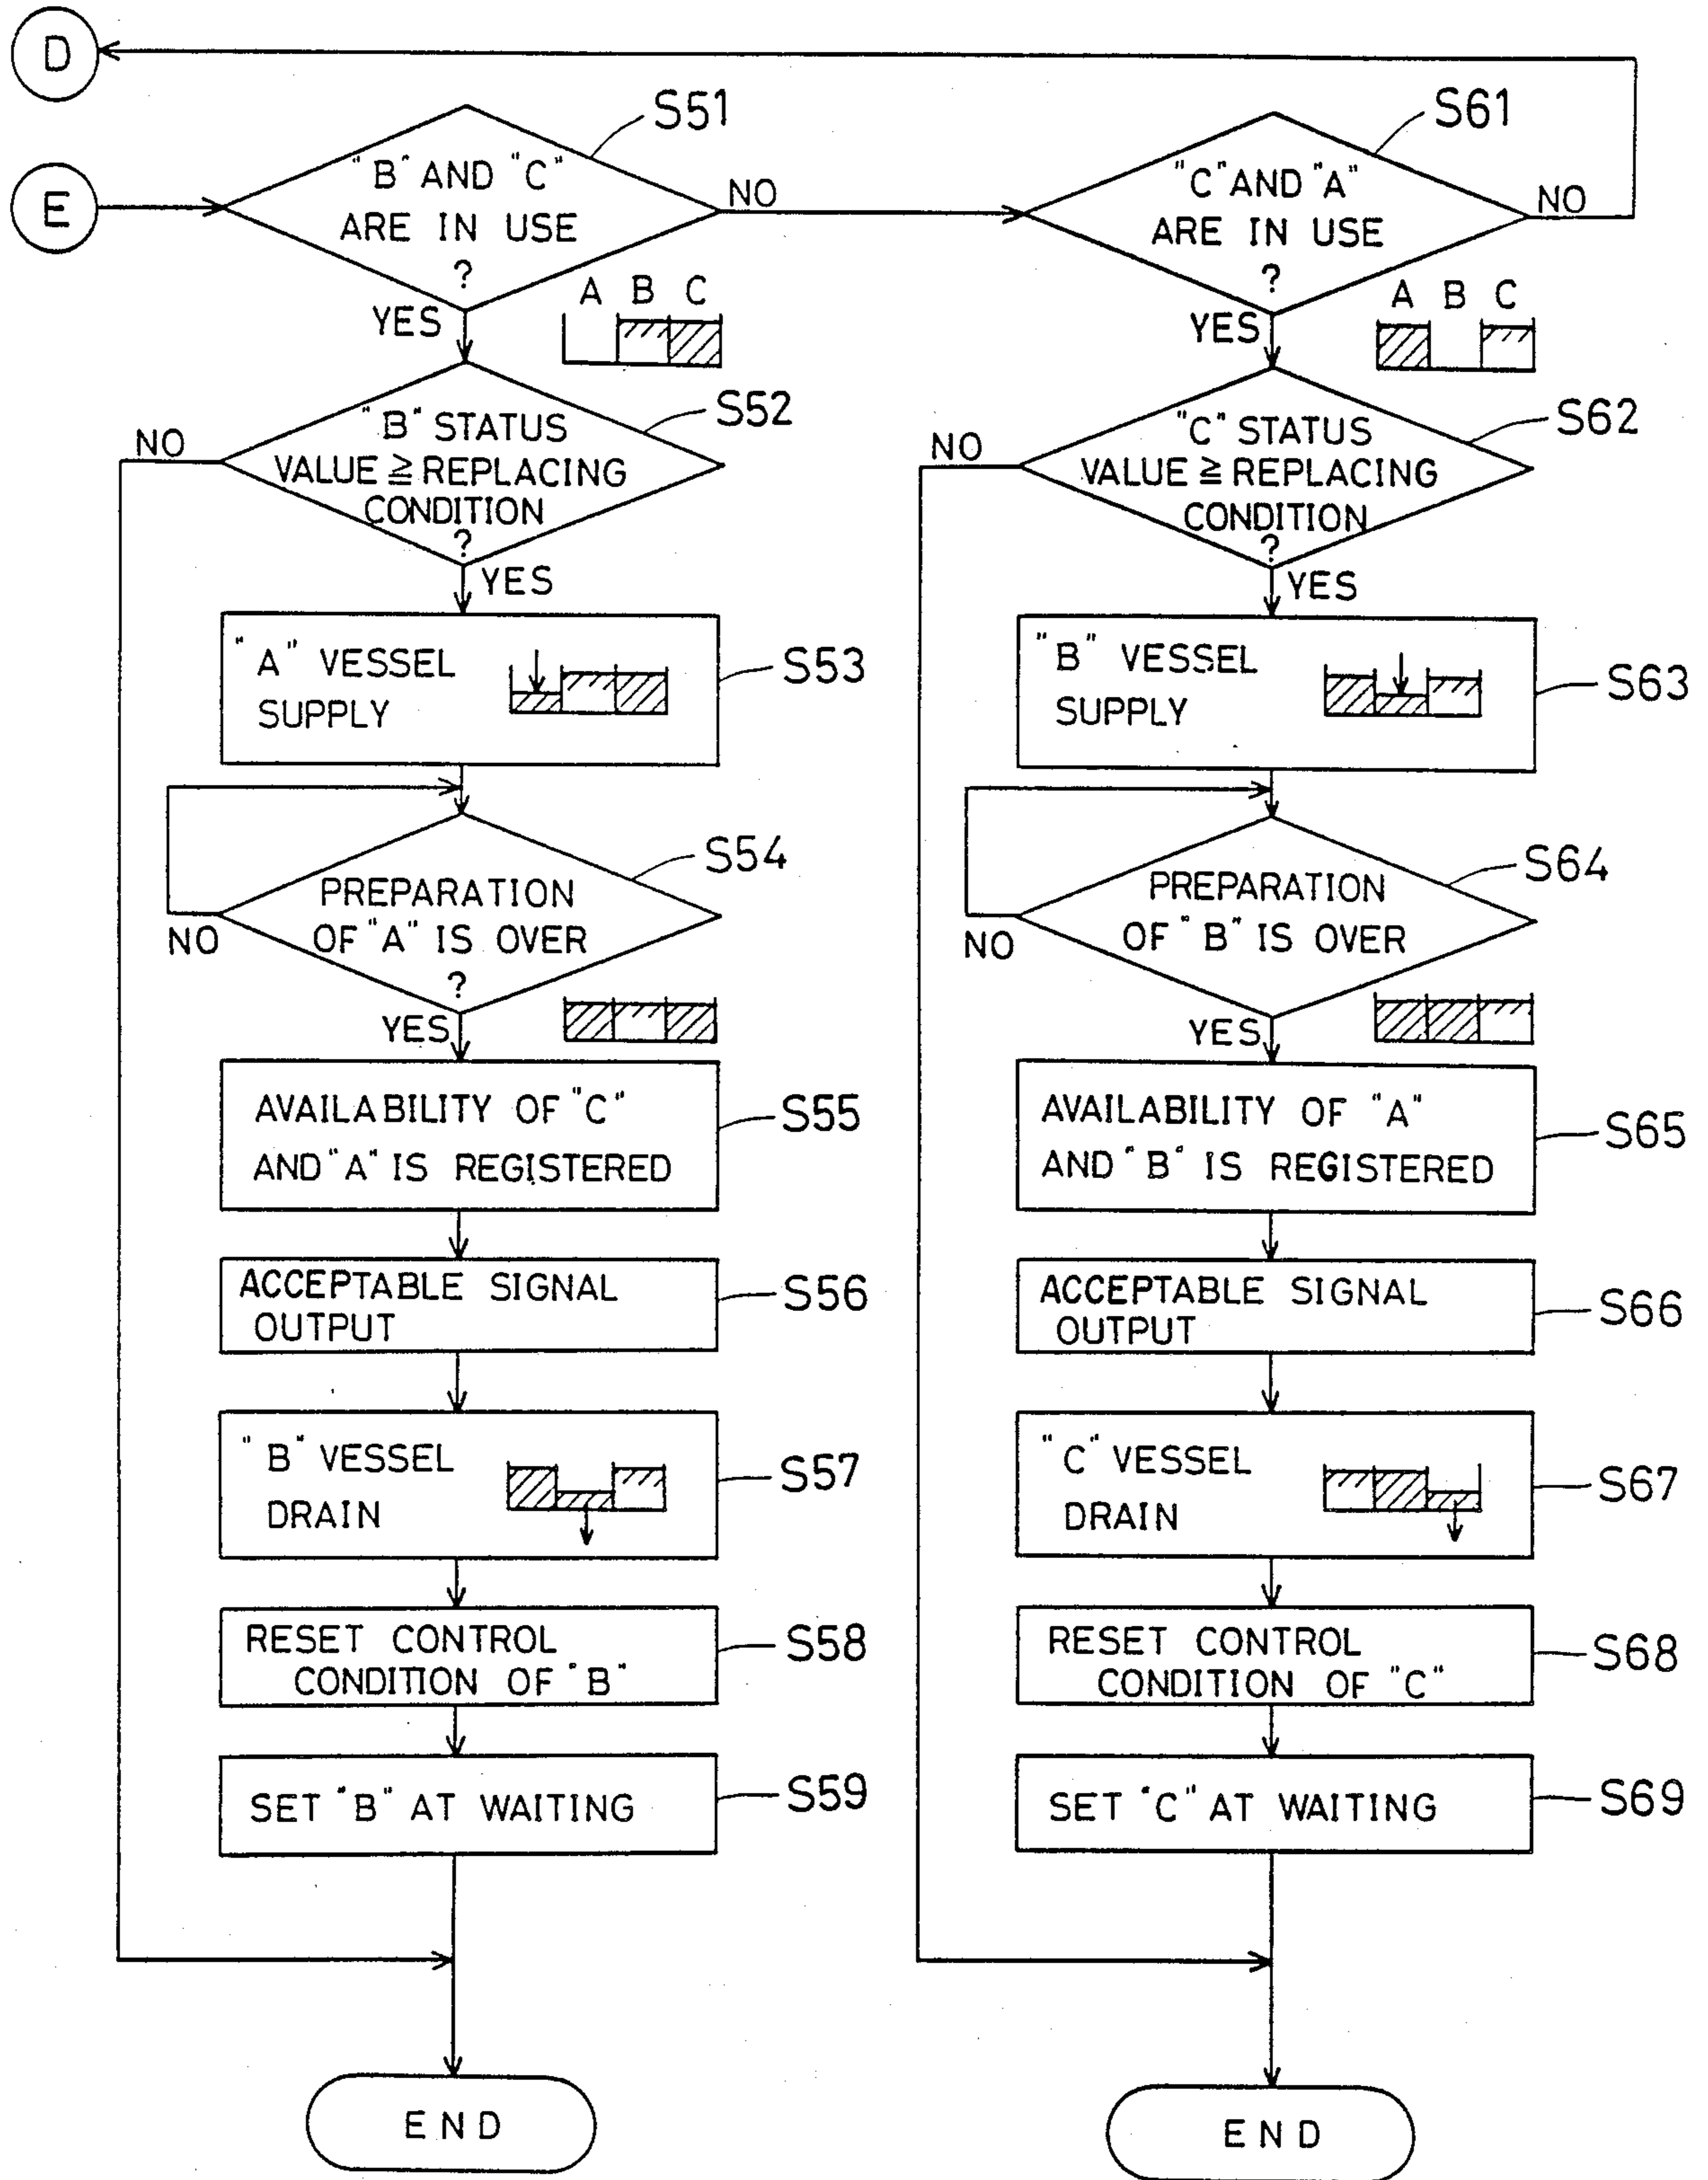 D
E
S51
"B" AND "C"
ARE IN USE
?
NO
YES
A B C
S61
"C" AND "A"
ARE IN USE
?
NO
YES
A B C
S52
"B" STATUS
VALUE ≧ REPLACING
CONDITION
?
NO
YES
S62
"C" STATUS
VALUE ≧ REPLACING
CONDITION
?
NO
YES
"A" VESSEL
SUPPLY
S53
"B" VESSEL
SUPPLY
S63
S54
PREPARATION
OF "A" IS OVER
?
NO
YES
S64
PREPARATION
OF "B" IS OVER
NO
YES
AVAILABILITY OF "C"
AND "A" IS REGISTERED
S55
AVAILABILITY OF "A"
AND "B" IS REGISTERED
S65
ACCEPTABLE SIGNAL
OUTPUT
S56
ACCEPTABLE SIGNAL
OUTPUT
S66
"B" VESSEL
DRAIN
S57
"C" VESSEL
DRAIN
S67
RESET CONTROL
CONDITION OF "B"
S58
RESET CONTROL
CONDITION OF "C"
S68
SET "B" AT WAITING
S59
SET "C" AT WAITING
S69
END
END